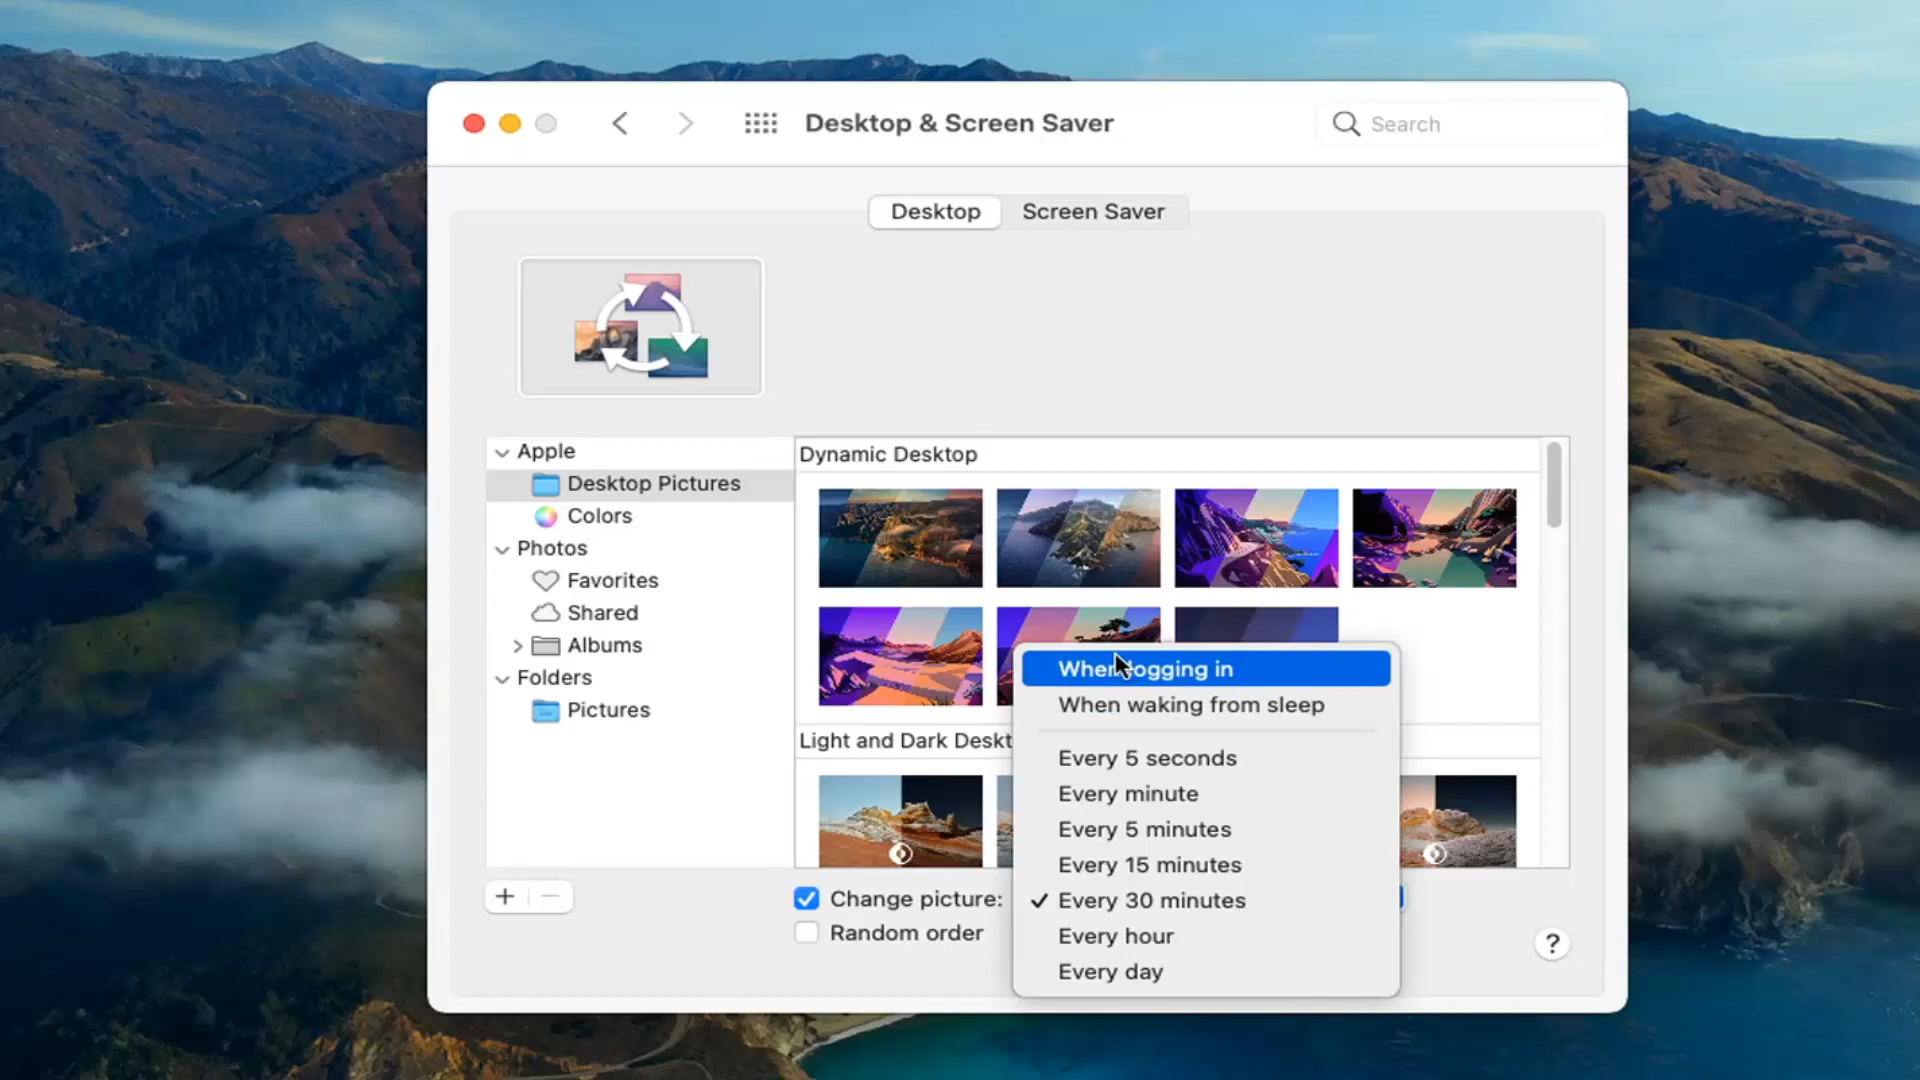 Desktop & Screen Saver
Search
Desktop
Screen Saver
Apple
Desktop Pictures
Colors
Photos
Favorites
Shared
Albums
Folders
Pictures
Dynamic Desktop
Light and Dark Deskt
When logging in
When waking from sleep
Every 5 seconds
Every minute
Every 5 minutes
Every 15 minutes
Every 30 minutes
Every hour
Every day
Change picture:
Random order
?